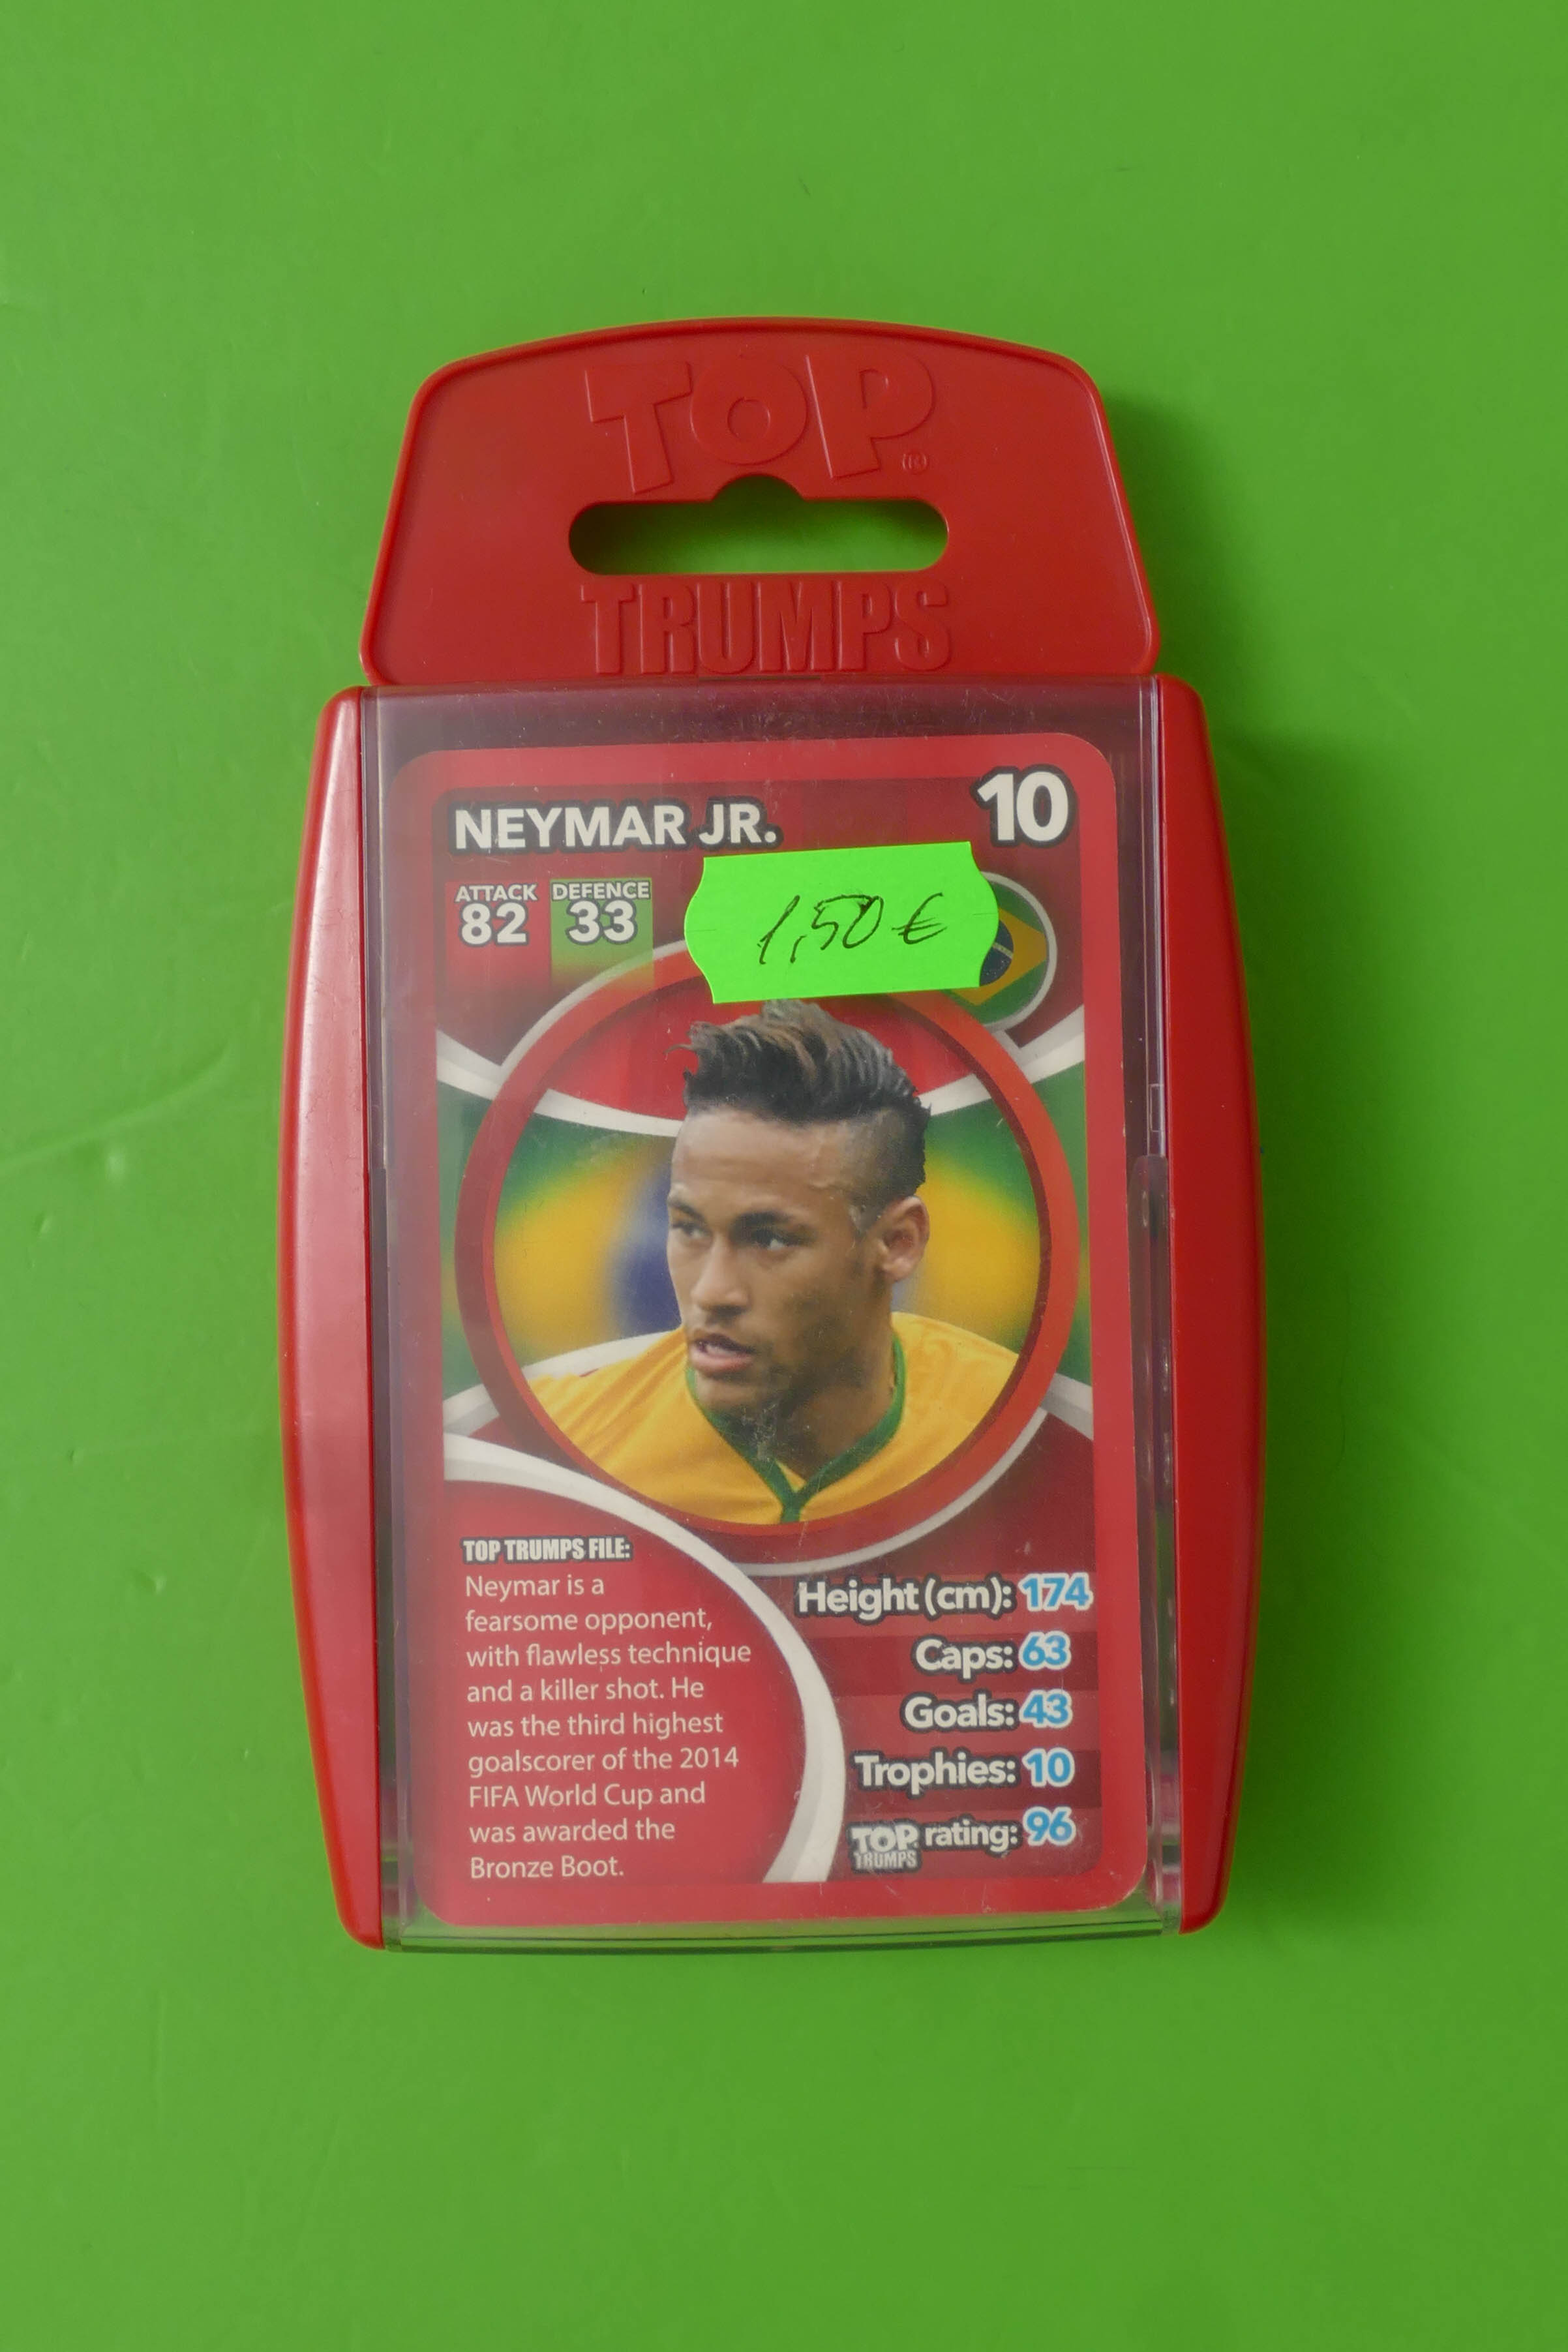 TOP®
TRUMPS
NEYMAR JR.
10
ATTACK
82
DEFENCE
33
1,50 €
TOP TRUMPS FILE:
Neymar is a
fearsome opponent,
with flawless technique
and a killer shot. He
was the third highest
goalscorer of the 2014
FIFA World Cup and
was awarded the
Bronze Boot.
Height (cm): 174
Caps: 63
Goals: 43
Trophies: 10
TOP TRUMPS rating: 96